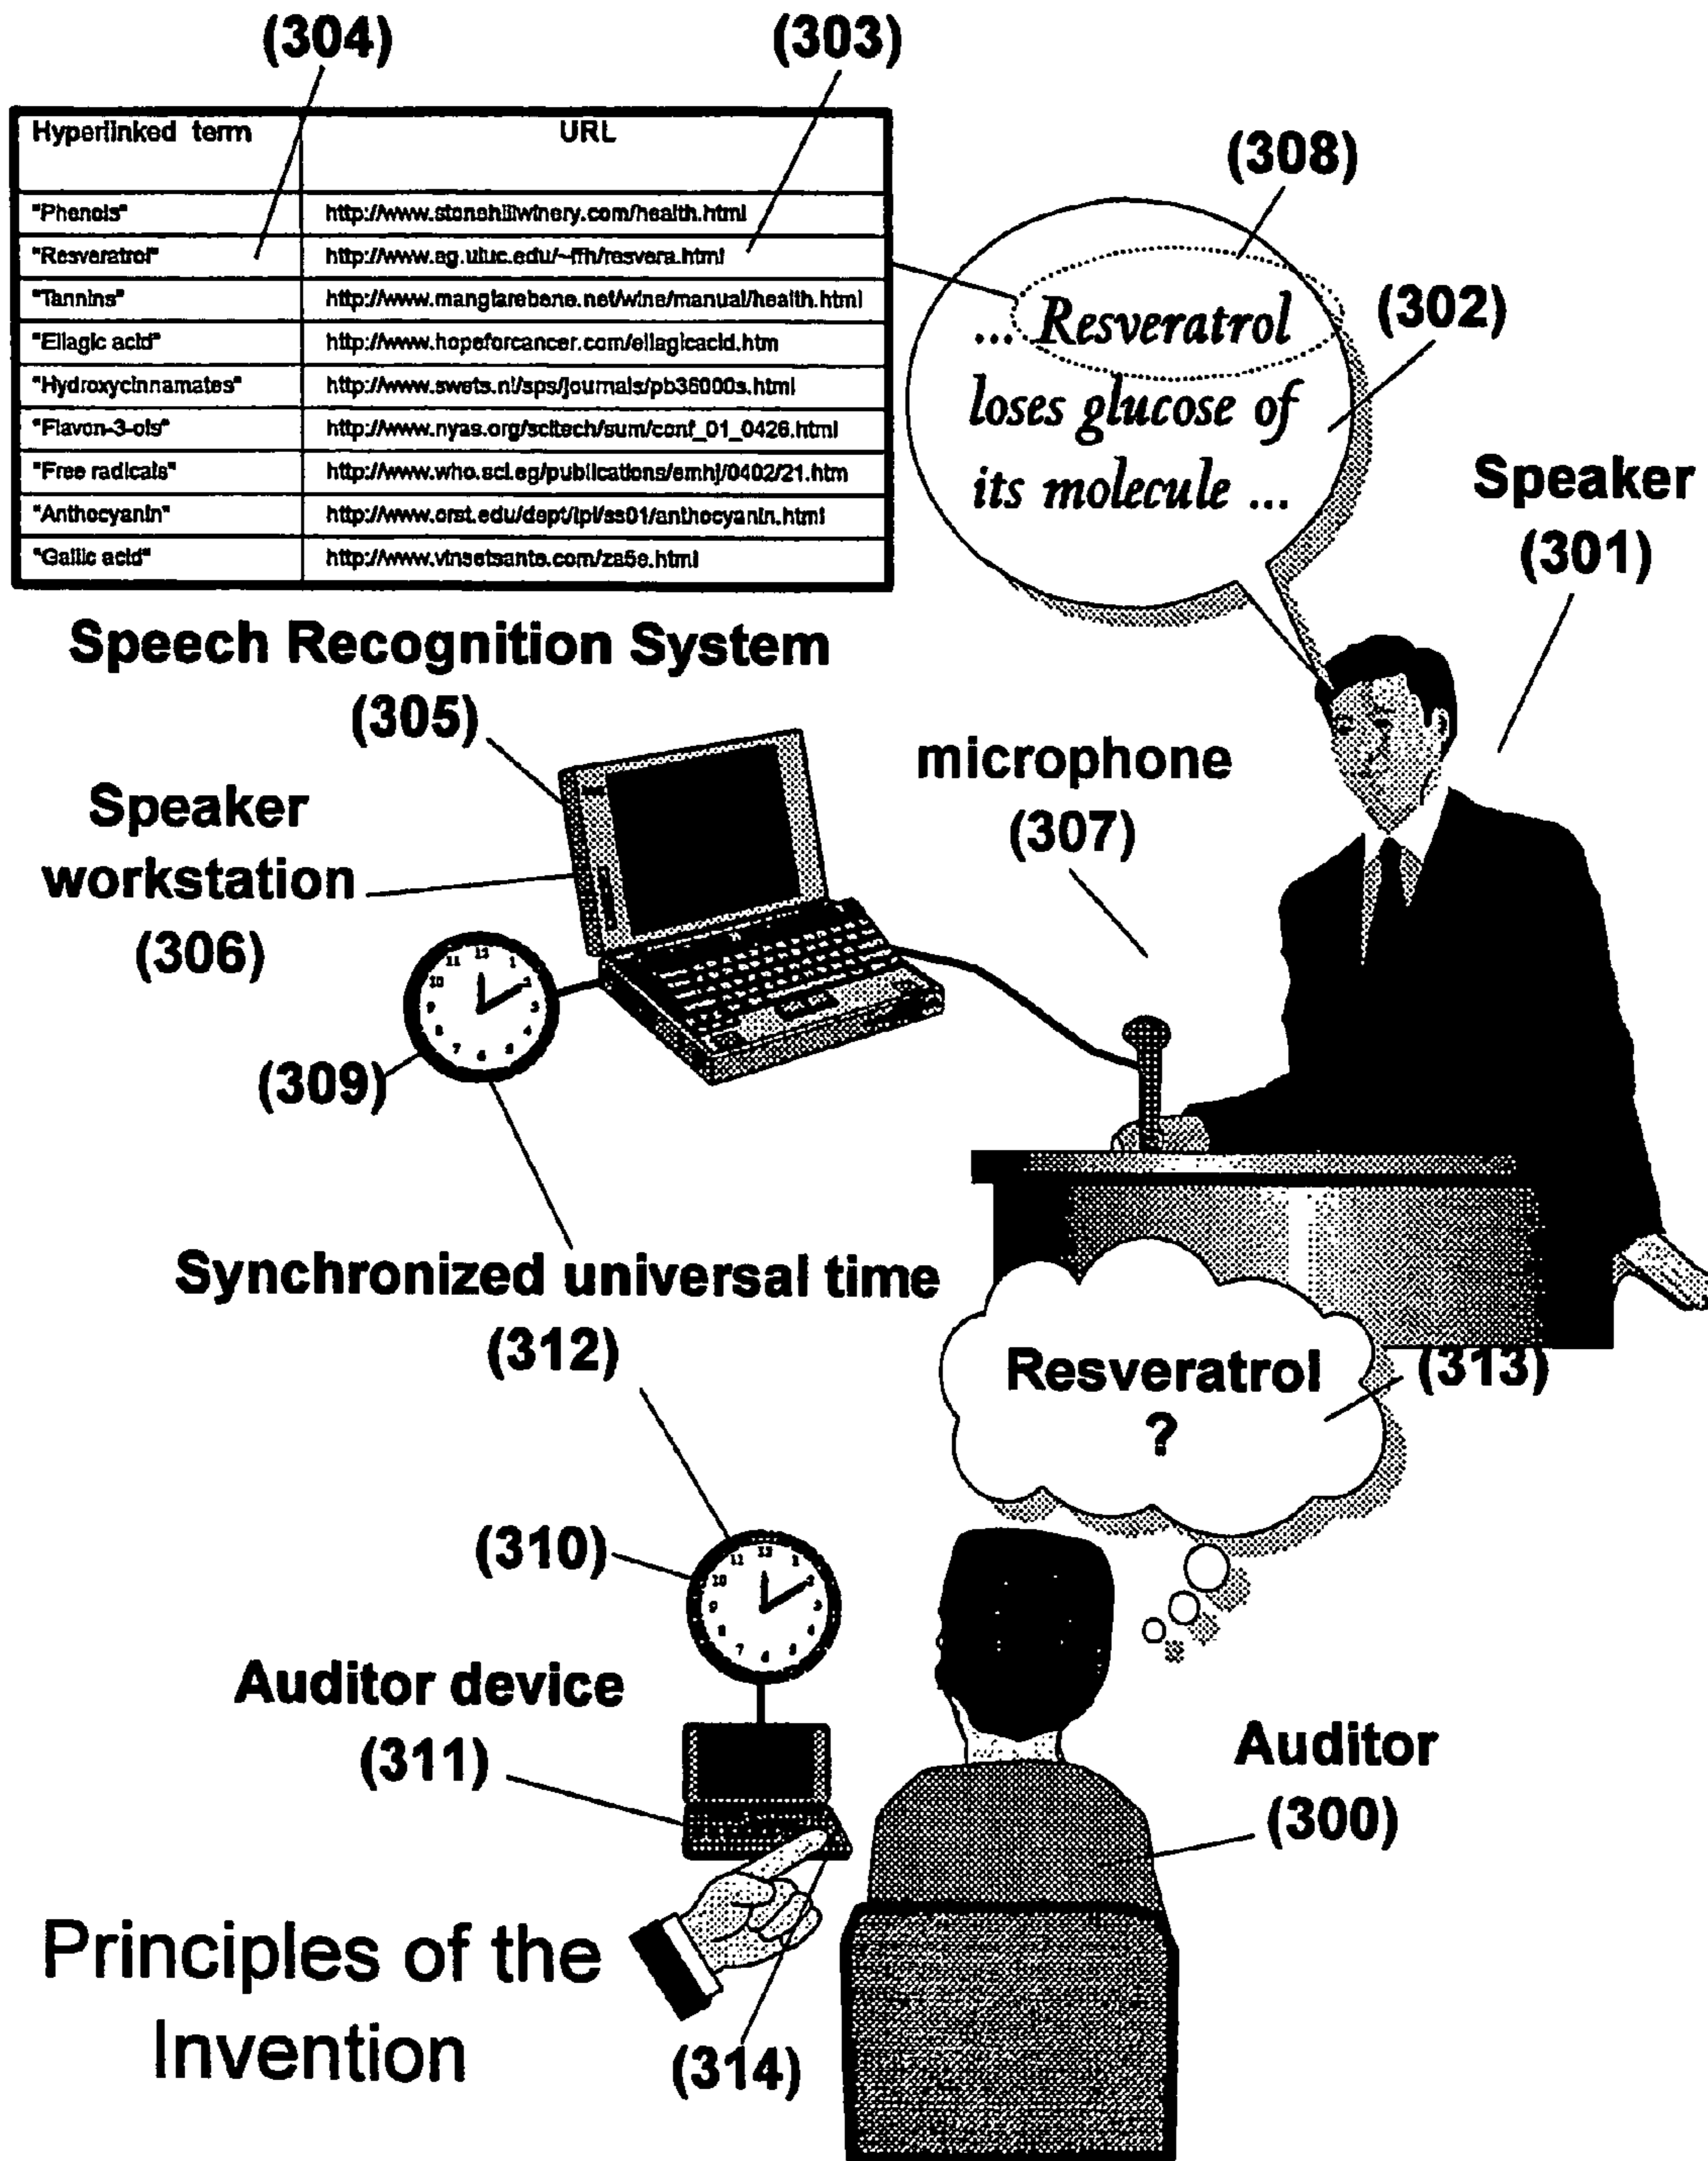 (304) (303)
Hyperlinked term URL
"Phenols" http://www.stonehillwinery.com/health.html
"Resveratrol" http://www.ag.uiuc.edu/~ffh/resvera.html
"Tannins" http://www.mangiarebene.net/wine/manual/health.html
"Ellagic acid" http://www.hopeforcancer.com/ellagicacid.htm
"Hydroxycinnamates" http://www.swets.nl/sps/journals/pb36000s.html
"Flavon-3-ols" http://www.nyas.org/scitech/sum/conf_01_0426.html
"Free radicals" http://www.who.sci.eg/publications/emhj/0402/21.htm
"Anthocyanin" http://www.orst.edu/dept/lpi/ss01/anthocyanin.html
"Gallic acid" http://www.vinsetsante.com/za5e.html
(308)
(302)
... Resveratrol
loses glucose of
its molecule ...
Speaker
(301)
Speech Recognition System
(305)
Speaker
workstation
(306)
microphone
(307)
(309)
Synchronized universal time
(312)
Resveratrol
?
(313)
(310)
Auditor device
(311)
Auditor
(300)
Principles of the
Invention
(314)